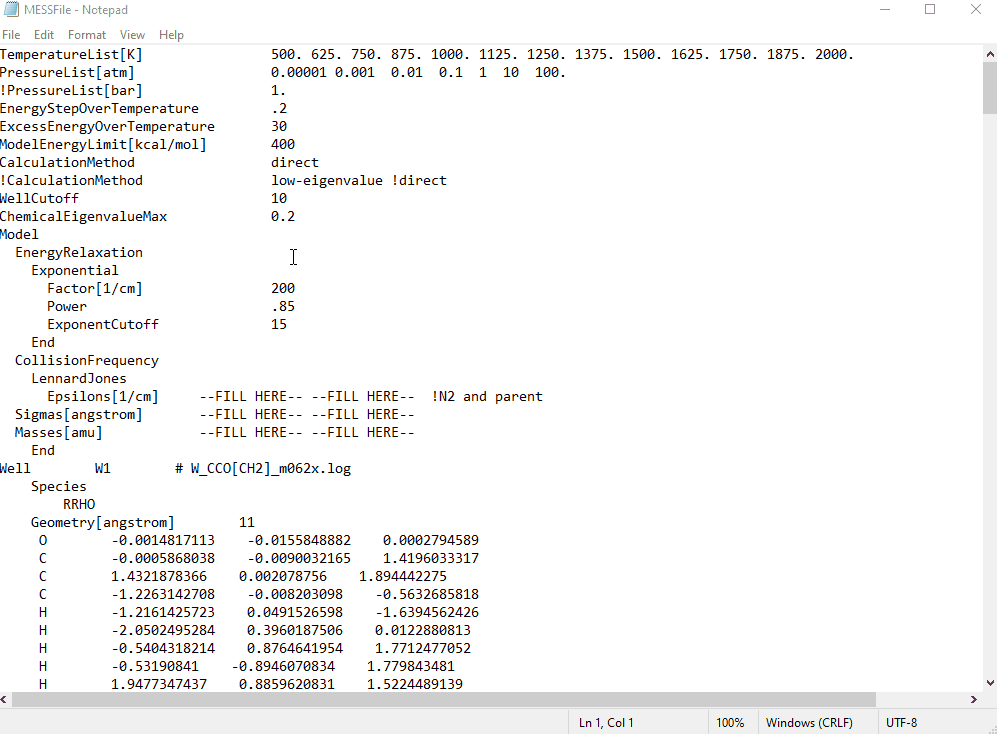 MESSFile - Notepad
File Edit Format View Help
TemperatureList[K] 500. 625. 750. 875. 1000. 1125. 1250. 1375. 1500. 1625. 1750. 1875. 2000.
PressureList[atm] 0.00001 0.001 0.01 0.1 1 10 100.
!PressureList[bar] 1.
EnergyStepOverTemperature .2
ExcessEnergyOverTemperature 30
ModelEnergyLimit[kcal/mol] 400
CalculationMethod direct
!CalculationMethod low-eigenvalue !direct
WellCutoff 10
ChemicalEigenvalueMax 0.2
Model
EnergyRelaxation
Exponential
Factor[1/cm] 200
Power .85
ExponentCutoff 15
End
CollisionFrequency
LennardJones
Epsilons[1/cm] --FILL HERE-- --FILL HERE-- !N2 and parent
Sigmas[angstrom] --FILL HERE-- --FILL HERE--
Masses[amu] --FILL HERE-- --FILL HERE--
End
Well W1 # W_CCO[CH2]_m062x.log
Species
RRHO
Geometry[angstrom] 11
O -0.0014817113 -0.0155848882 0.0002794589
C -0.0005868038 -0.0090032165 1.4196033317
C 1.4321878366 0.002078756 1.894442275
C -1.2263142708 -0.008203098 -0.5632685818
H -1.2161425723 0.0491526598 -1.6394562426
H -2.0502495284 0.3960187506 0.0122880813
H -0.5404318214 0.8764641954 1.7712477052
H -0.53190841 -0.8946070834 1.779843481
H 1.9477347437 0.8859620831 1.5224489139
Ln 1, Col 1 100% Windows (CRLF) UTF-8